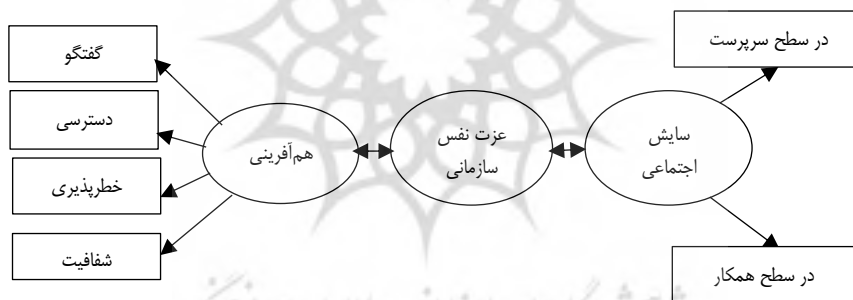 در سطح سرپرست
گفتگو
دسترسی
عزت نفس
سازمانی
سایش
اجتماعی
هم‌آفرینی
خطرپذیری
شفافیت
در سطح همکار